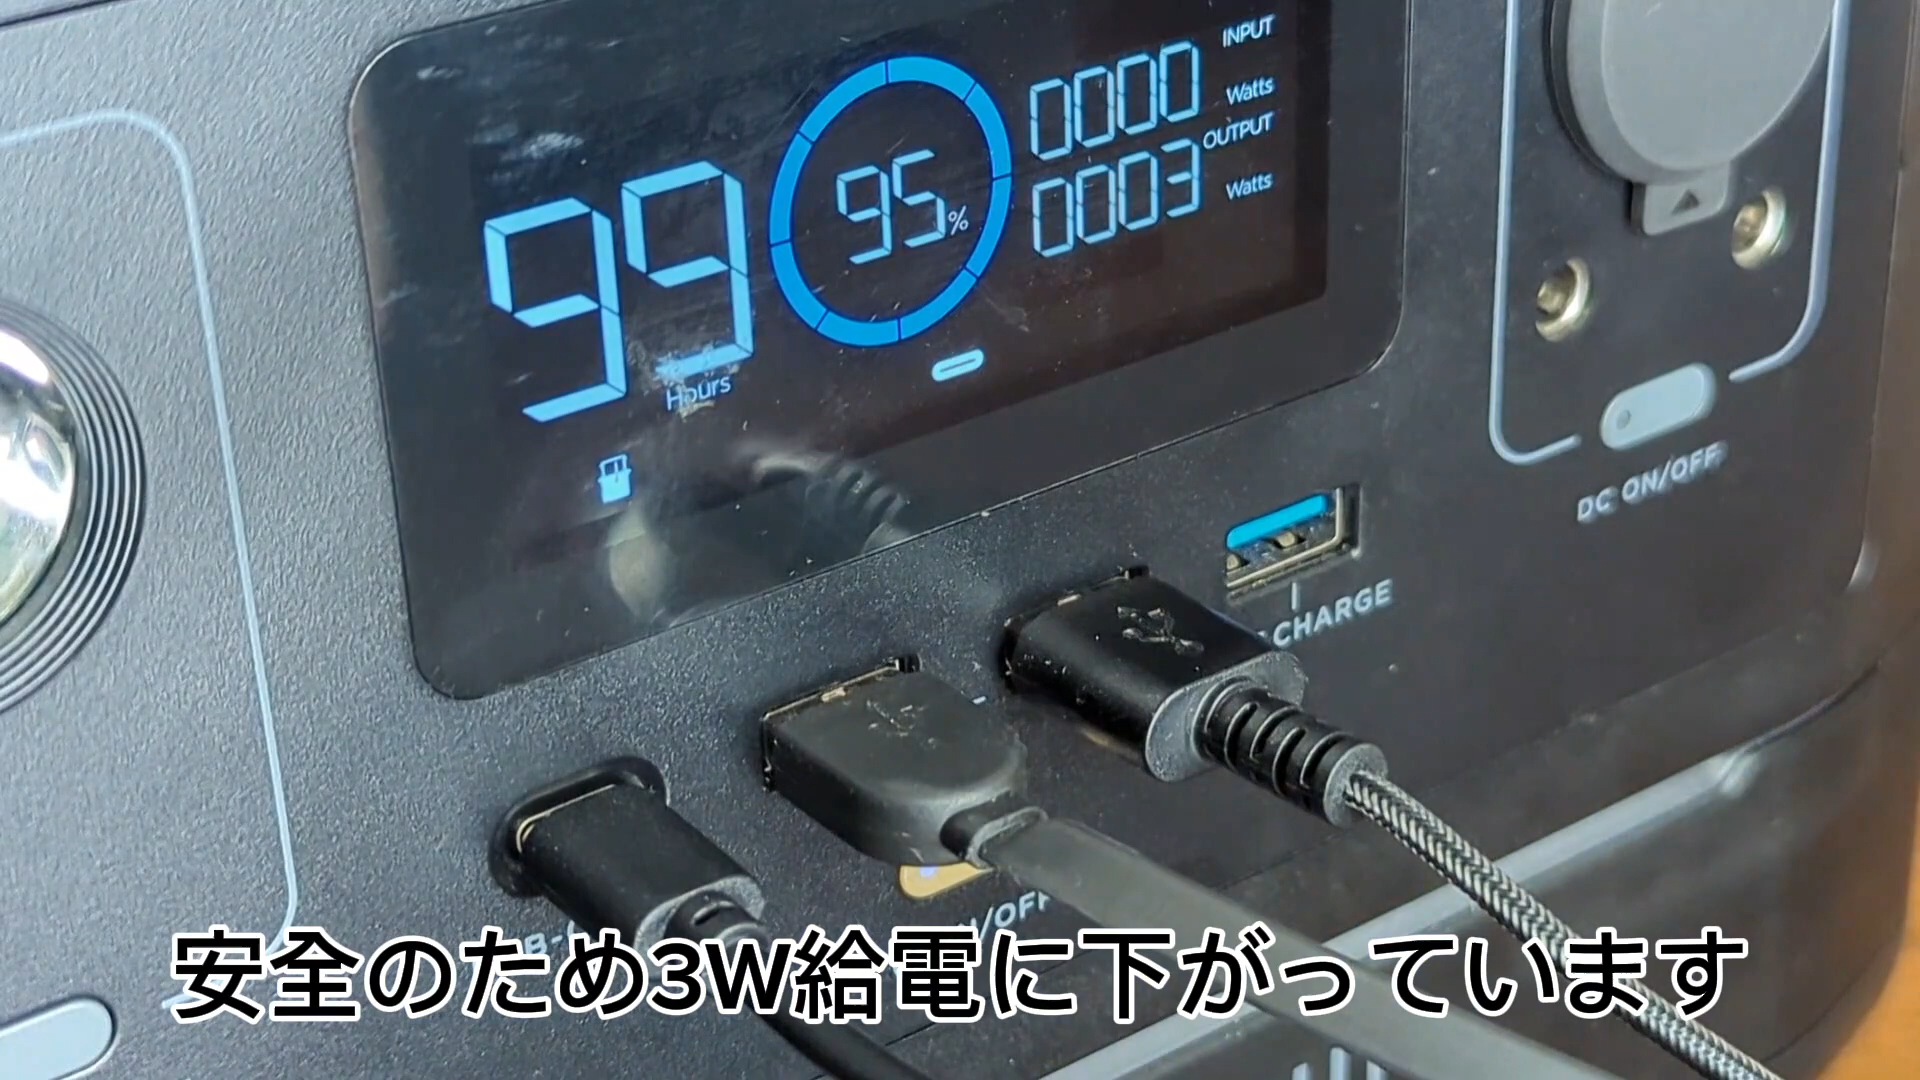 INPUT
0000 Watts
OUTPUT
0003 Watts
99
Hours
95%
DC ON/OFF
CHARGE
安全のため3W給電に下がっています